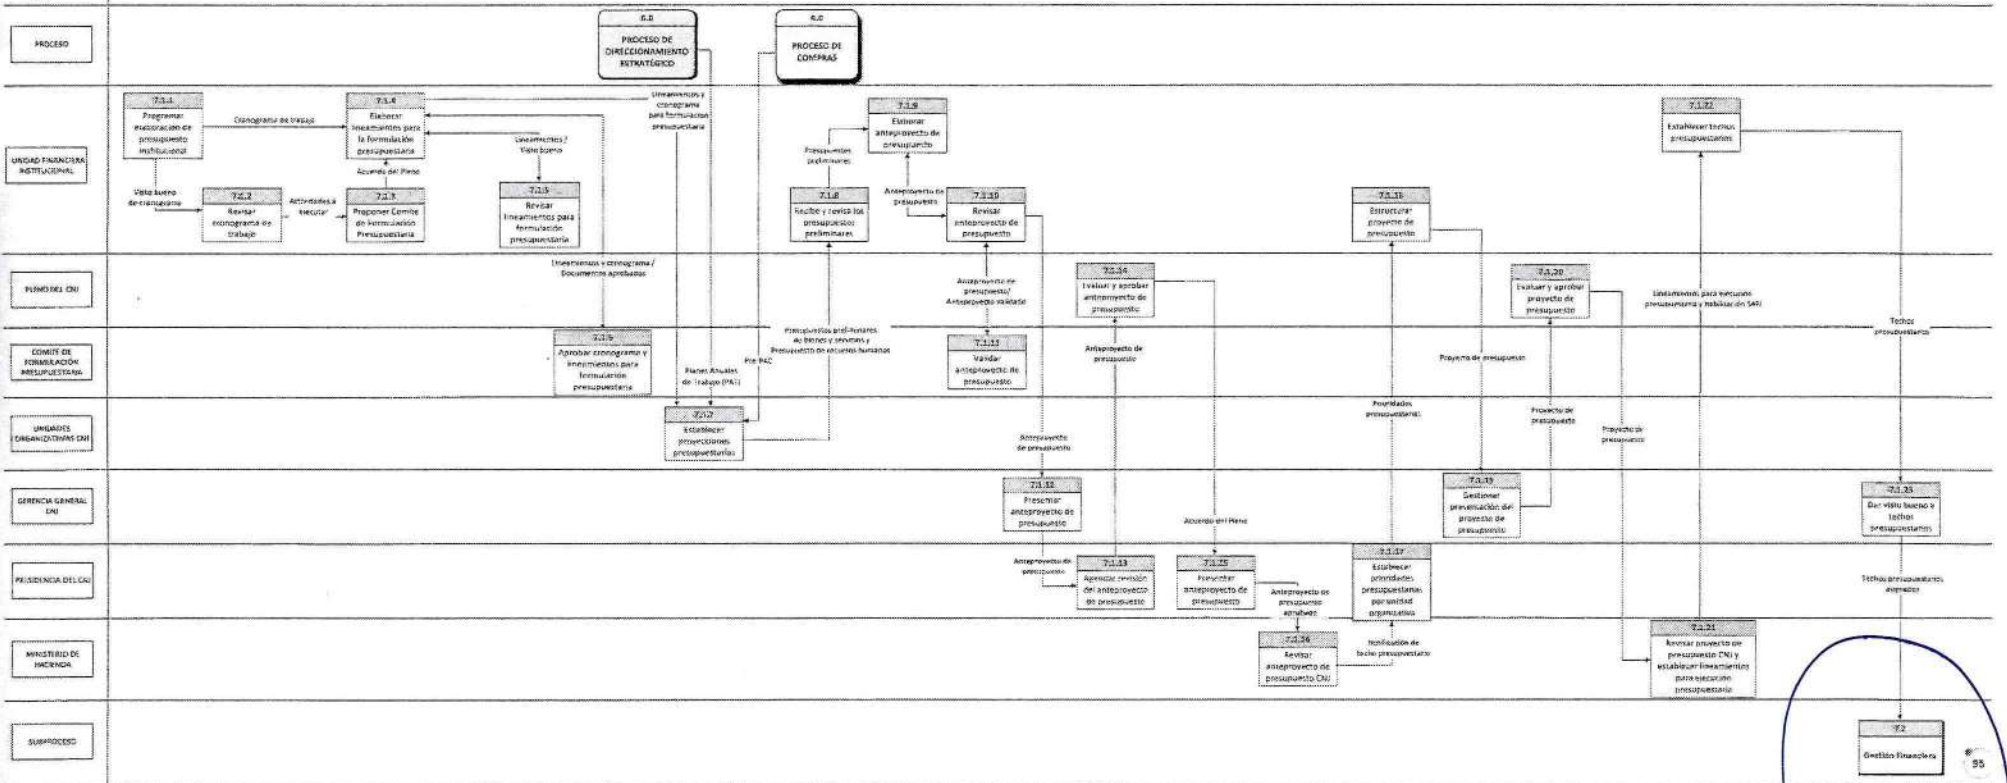 PROCESO
6.0
PROCESO DE
DIRECCIONAMIENTO
ESTRATÉGICO
PROCESO DE
COMPRAS
UNIDAD FINANCIERA
INSTITUCIONAL
7.1.1
Programar
elaboración de
presupuesto
institucional
Cronograma de trabajo
Visto bueno
de cronograma
7.1.2
Revisar
cronograma de
trabajo
Actividades a
ejecutar
7.1.3
Proponer Comité
de Formulación
Presupuestaria
Acuerdo del Pleno
7.1.4
Elaborar
lineamientos para
la formulación
presupuestaria
Lineamientos y
cronograma
para formulación
presupuestaria
Lineamientos /
Visto bueno
7.1.5
Revisar
lineamientos para
formulación
presupuestaria
Presupuestos
preliminares
7.1.8
Recibe y revisa los
presupuestos
preliminares
7.1.9
Elaborar
anteproyecto de
presupuesto
Anteproyecto de
presupuesto
7.1.10
Revisar
anteproyecto de
presupuesto
7.1.18
Estructurar
proyecto de
presupuesto
7.1.22
Establecer techos
presupuestarios
PLENO DEL CNJ
Lineamientos y cronograma /
Documentos aprobados
Anteproyecto de
presupuesto/
Anteproyecto validado
7.1.14
Evaluar y aprobar
anteproyecto de
presupuesto
7.1.20
Evaluar y aprobar
proyecto de
presupuesto
Lineamientos para ejecución
presupuestaria y habilitación SAFI
Techos
presupuestarios
COMITÉ DE
FORMULACIÓN
PRESUPUESTARIA
7.1.6
Aprobar cronograma y
lineamientos para
formulación
presupuestaria
Planes Anuales
de Trabajo (PAT)
Pre PAC
Presupuestos preliminares
de bienes y servicios y
Presupuesto de recursos humanos
7.1.11
Validar
anteproyecto de
presupuesto
Anteproyecto de
presupuesto
Proyecto de presupuesto
UNIDADES
ORGANIZATIVAS CNJ
7.1.7
Establecer
proyecciones
presupuestarias
Anteproyecto
de presupuesto
Prioridades
presupuestarias
Proyecto de
presupuesto
Proyecto de
presupuesto
GERENCIA GENERAL
CNJ
7.1.12
Presentar
anteproyecto de
presupuesto
Acuerdo del Pleno
7.1.19
Gestionar
presentación del
proyecto de
presupuesto
7.1.23
Dar visto bueno a
techos
presupuestarios
PRESIDENCIA DEL CNJ
Anteproyecto de
presupuesto
7.1.13
Agendar revisión
del anteproyecto
de presupuesto
7.1.15
Presentar
anteproyecto de
presupuesto
Anteproyecto de
presupuesto
aprobado
7.1.17
Establecer
prioridades
presupuestarias
por unidad
organizativa
Techos presupuestarios
MINISTERIO DE
HACIENDA
7.1.16
Revisar
anteproyecto de
presupuesto CNJ
Notificación de
techo presupuestario
7.1.21
Revisar proyecto de
presupuesto CNJ y
establecer lineamientos
para ejecución
presupuestaria
SUBPROCESO
7.2
Gestión Financiera